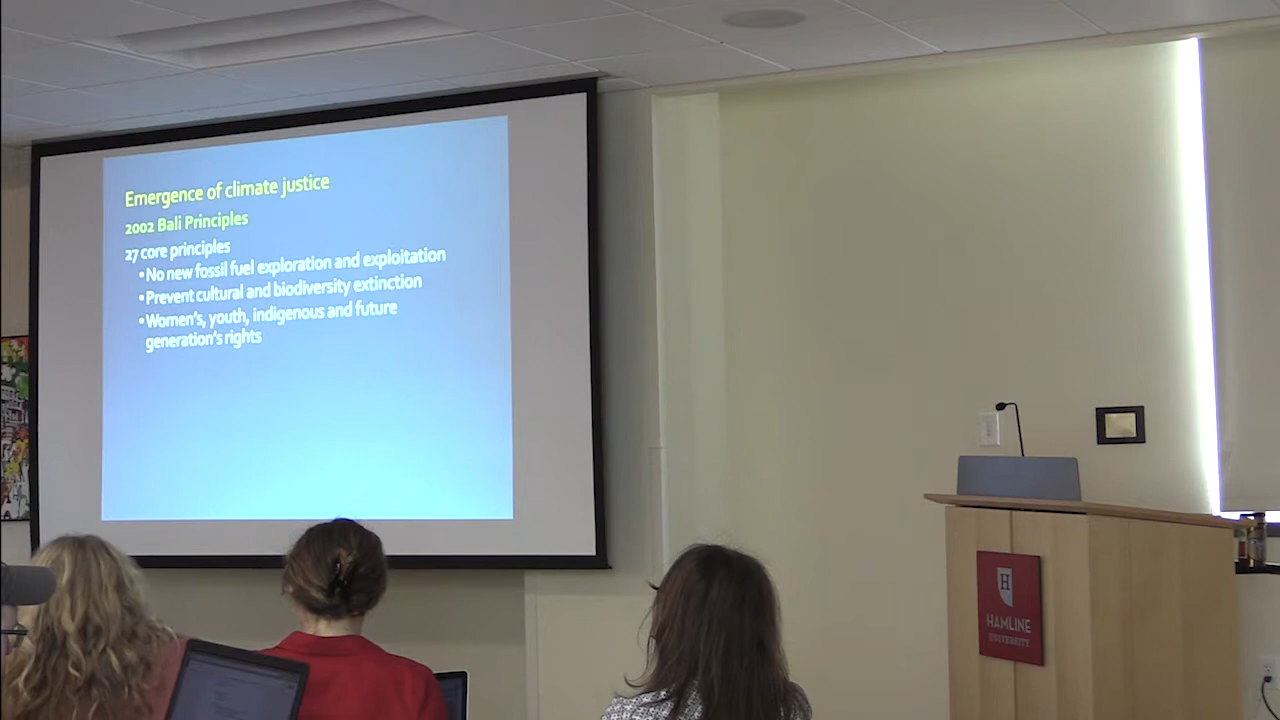 Emergence of climate justice
2002 Bali Principles
27 core principles
•No new fossil fuel exploration and exploitation
•Prevent cultural and biodiversity extinction
•Women's, youth, indigenous and future
generation's rights
H
HAMLINE
UNIVERSITY